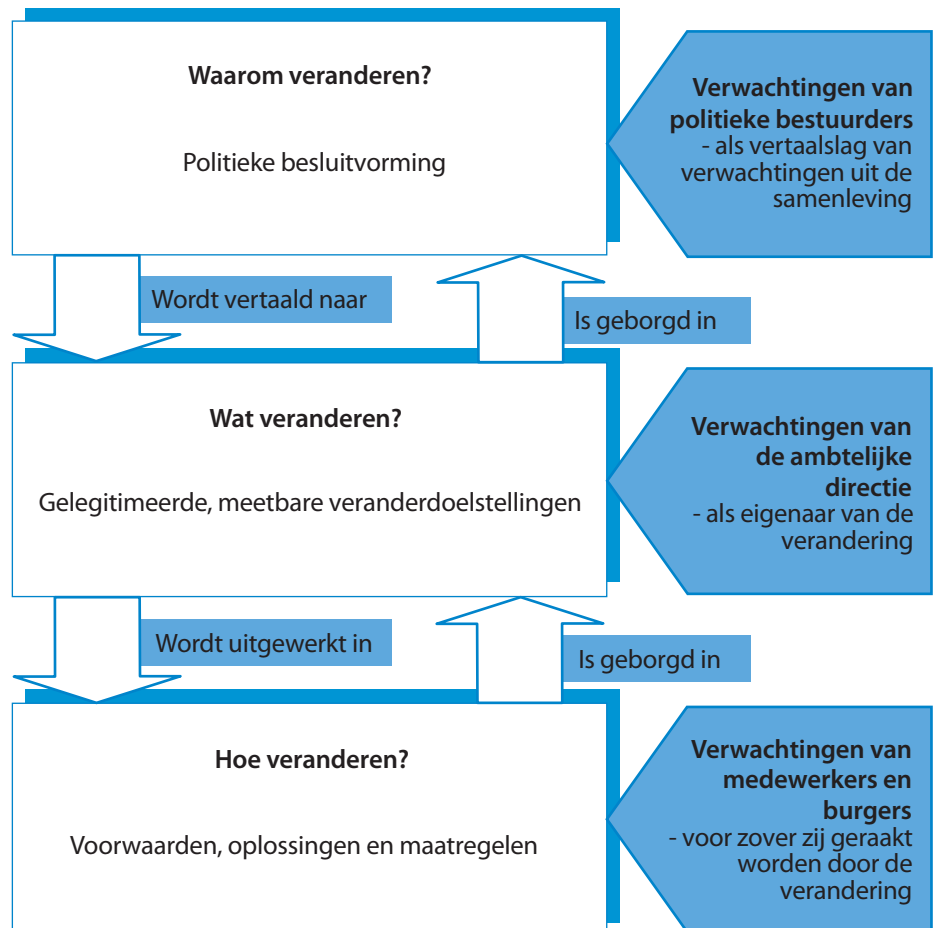 Waarom veranderen?
Politieke besluitvorming
Verwachtingen van
politieke bestuurders
- als vertaalslag van
verwachtingen uit de
samenleving
Wordt vertaald naar
Is geborgd in
Wat veranderen?
Gelegitimeerde, meetbare veranderdoelstellingen
Verwachtingen van
de ambtelijke
directie
- als eigenaar van de
verandering
Wordt uitgewerkt in
Is geborgd in
Hoe veranderen?
Voorwaarden, oplossingen en maatregelen
Verwachtingen van
medewerkers en
burgers
- voor zover zij geraakt
worden door de
verandering